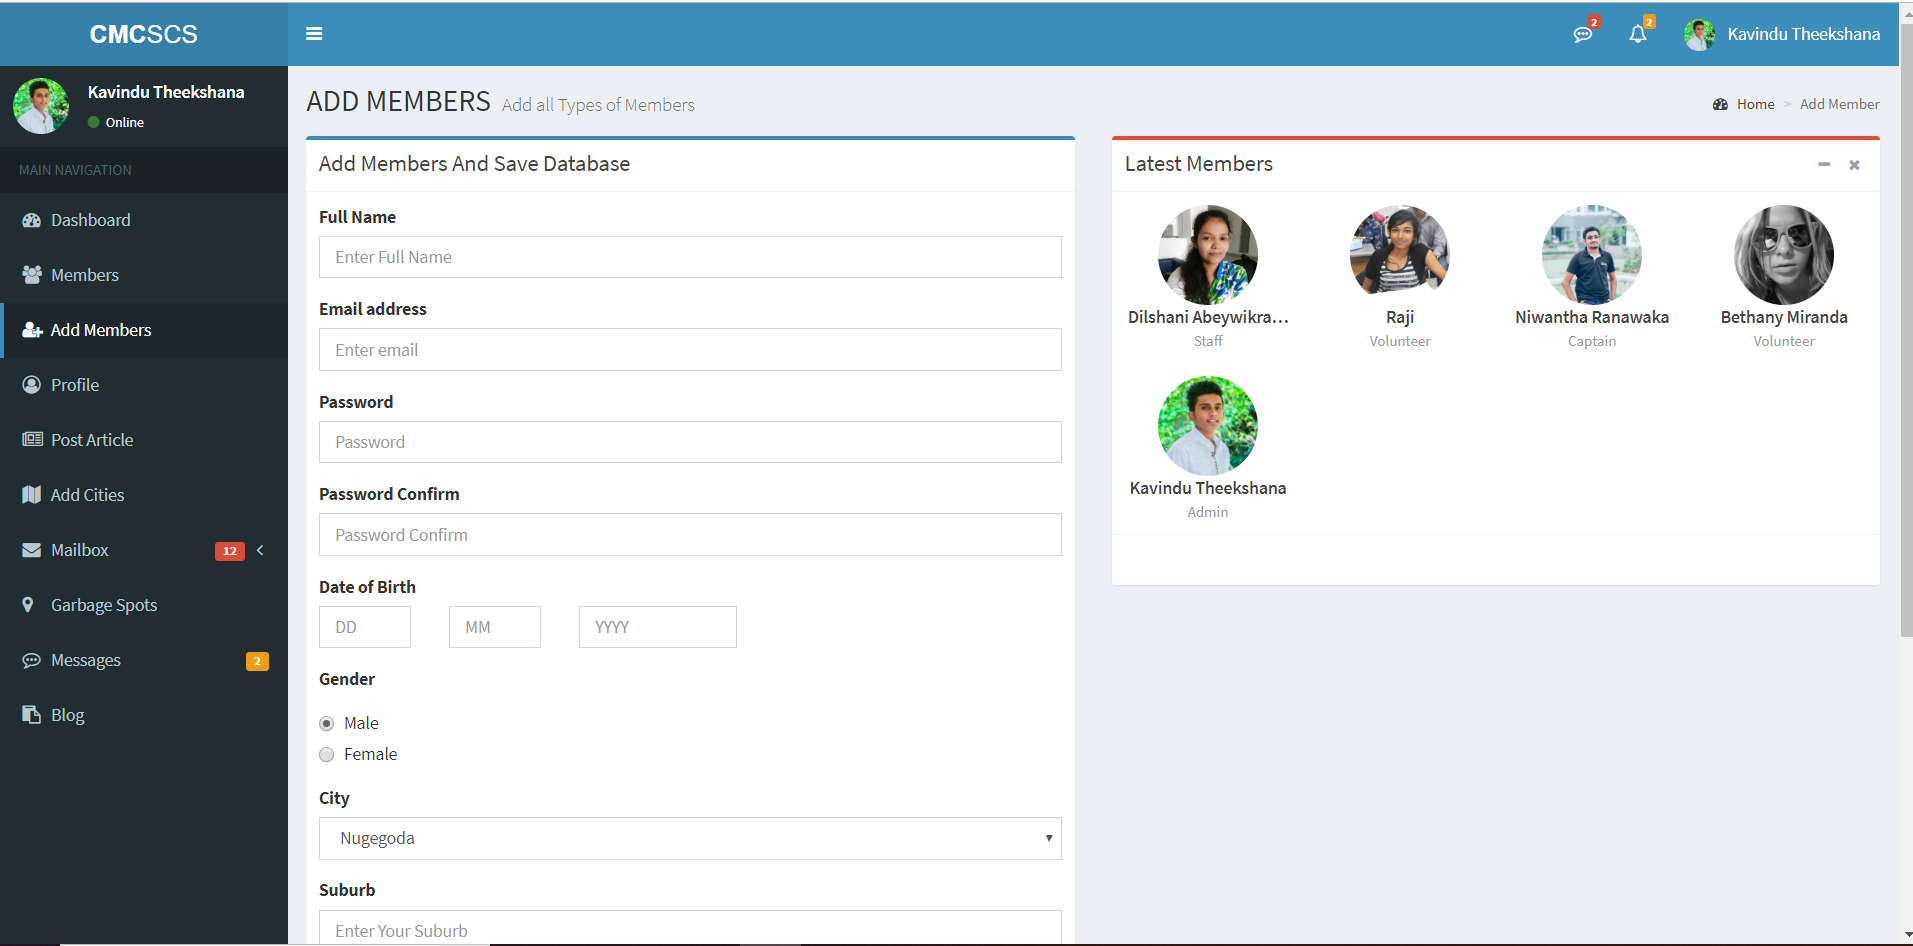 CMCSCS
2
2
Kavindu Theekshana
Kavindu Theekshana
Online
MAIN NAVIGATION
Dashboard
Members
Add Members
Profile
Post Article
Add Cities
Mailbox 12
Garbage Spots
Messages 2
Blog
ADD MEMBERS Add all Types of Members
Home > Add Member
Add Members And Save Database
Full Name
Enter Full Name
Email address
Enter email
Password
Password
Password Confirm
Password Confirm
Date of Birth
DD MM YYYY
Gender
Male
Female
City
Nugegoda
Suburb
Enter Your Suburb
Latest Members
Dilshani Abeywikra...
Staff
Raji
Volunteer
Niwantha Ranawaka
Captain
Bethany Miranda
Volunteer
Kavindu Theekshana
Admin